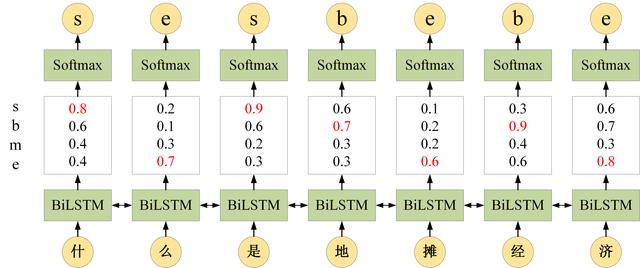 s e s b e b e
Softmax Softmax Softmax Softmax Softmax Softmax Softmax
s 0.8 0.2 0.9 0.6 0.1 0.3 0.6
b 0.6 0.1 0.6 0.7 0.2 0.9 0.7
m 0.4 0.3 0.2 0.3 0.2 0.4 0.3
e 0.4 0.7 0.3 0.3 0.6 0.6 0.8
BiLSTM BiLSTM BiLSTM BiLSTM BiLSTM BiLSTM BiLSTM
什 么 是 地 摊 经 济